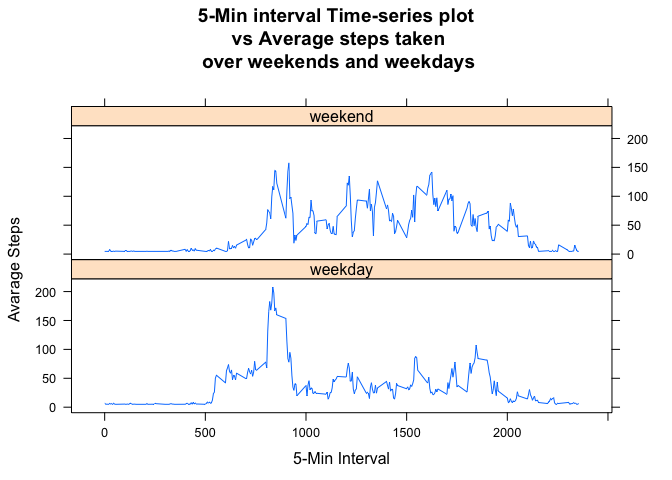 5-Min interval Time-series plot
vs Average steps taken
over weekends and weekdays
weekend
200
150
100
50
0
weekday
200
150
100
50
0
Avarage Steps
0 500 1000 1500 2000
5-Min Interval